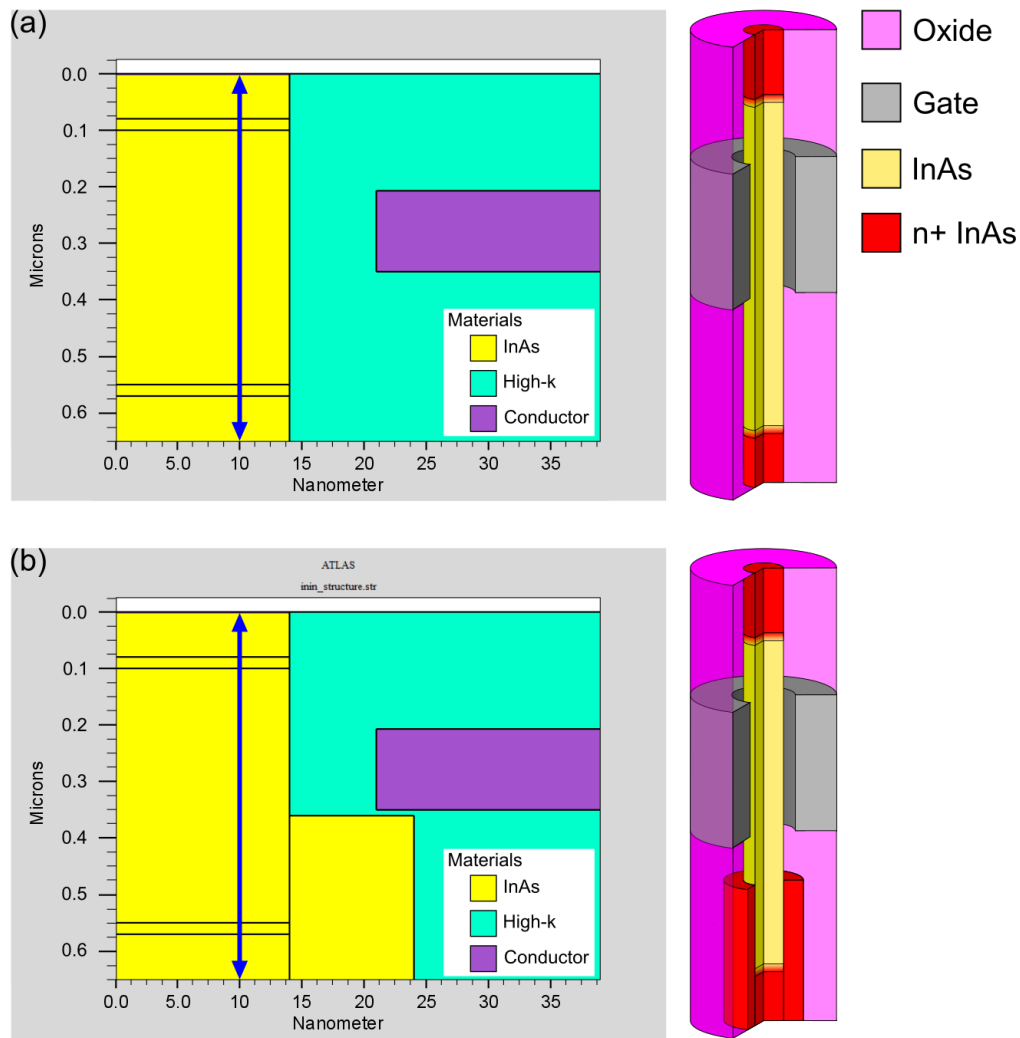 (a)
Oxide
Gate
InAs
n+ InAs
0.0
0.1
0.2
0.3
0.4
0.5
0.6
Microns
Materials
InAs
High-k
Conductor
0.0 5.0 10 15 20 25 30 35
Nanometer
(b)
ATLAS
inin_structure.str
0.0
0.1
0.2
0.3
0.4
0.5
0.6
Microns
Materials
InAs
High-k
Conductor
0.0 5.0 10 15 20 25 30 35
Nanometer